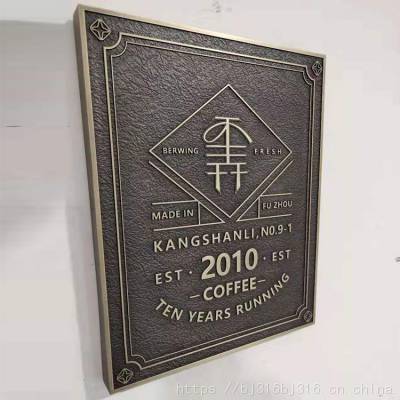 BERWING FRESH
MADE IN FU ZHOU
KANGSHANLI,N0.9-1
EST · 2010 · EST
–COFFEE–
TEN YEARS RUNNING
https://bj316bj316.cn.china